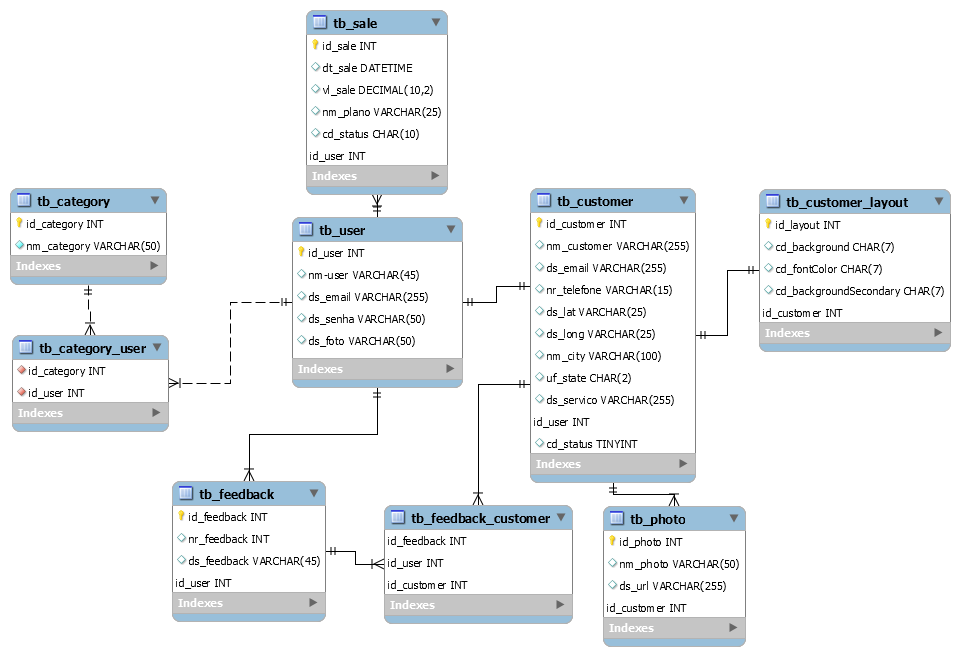 tb_sale
id_sale INT
dt_sale DATETIME
vl_sale DECIMAL(10,2)
nm_plano VARCHAR(25)
cd_status CHAR(10)
id_user INT
Indexes
tb_category
id_category INT
nm_category VARCHAR(50)
Indexes
tb_user
id_user INT
nm-user VARCHAR(45)
ds_email VARCHAR(255)
ds_senha VARCHAR(50)
ds_foto VARCHAR(50)
Indexes
tb_customer
id_customer INT
nm_customer VARCHAR(255)
ds_email VARCHAR(255)
nr_telefone VARCHAR(15)
ds_lat VARCHAR(25)
ds_long VARCHAR(25)
nm_city VARCHAR(100)
uf_state CHAR(2)
ds_servico VARCHAR(255)
id_user INT
cd_status TINYINT
Indexes
tb_customer_layout
id_layout INT
cd_background CHAR(7)
cd_fontColor CHAR(7)
cd_backgroundSecondary CHAR(7)
id_customer INT
Indexes
tb_category_user
id_category INT
id_user INT
Indexes
tb_feedback
id_feedback INT
nr_feedback INT
ds_feedback VARCHAR(45)
id_user INT
Indexes
tb_feedback_customer
id_feedback INT
id_user INT
id_customer INT
Indexes
tb_photo
id_photo INT
nm_photo VARCHAR(50)
ds_url VARCHAR(255)
id_customer INT
Indexes